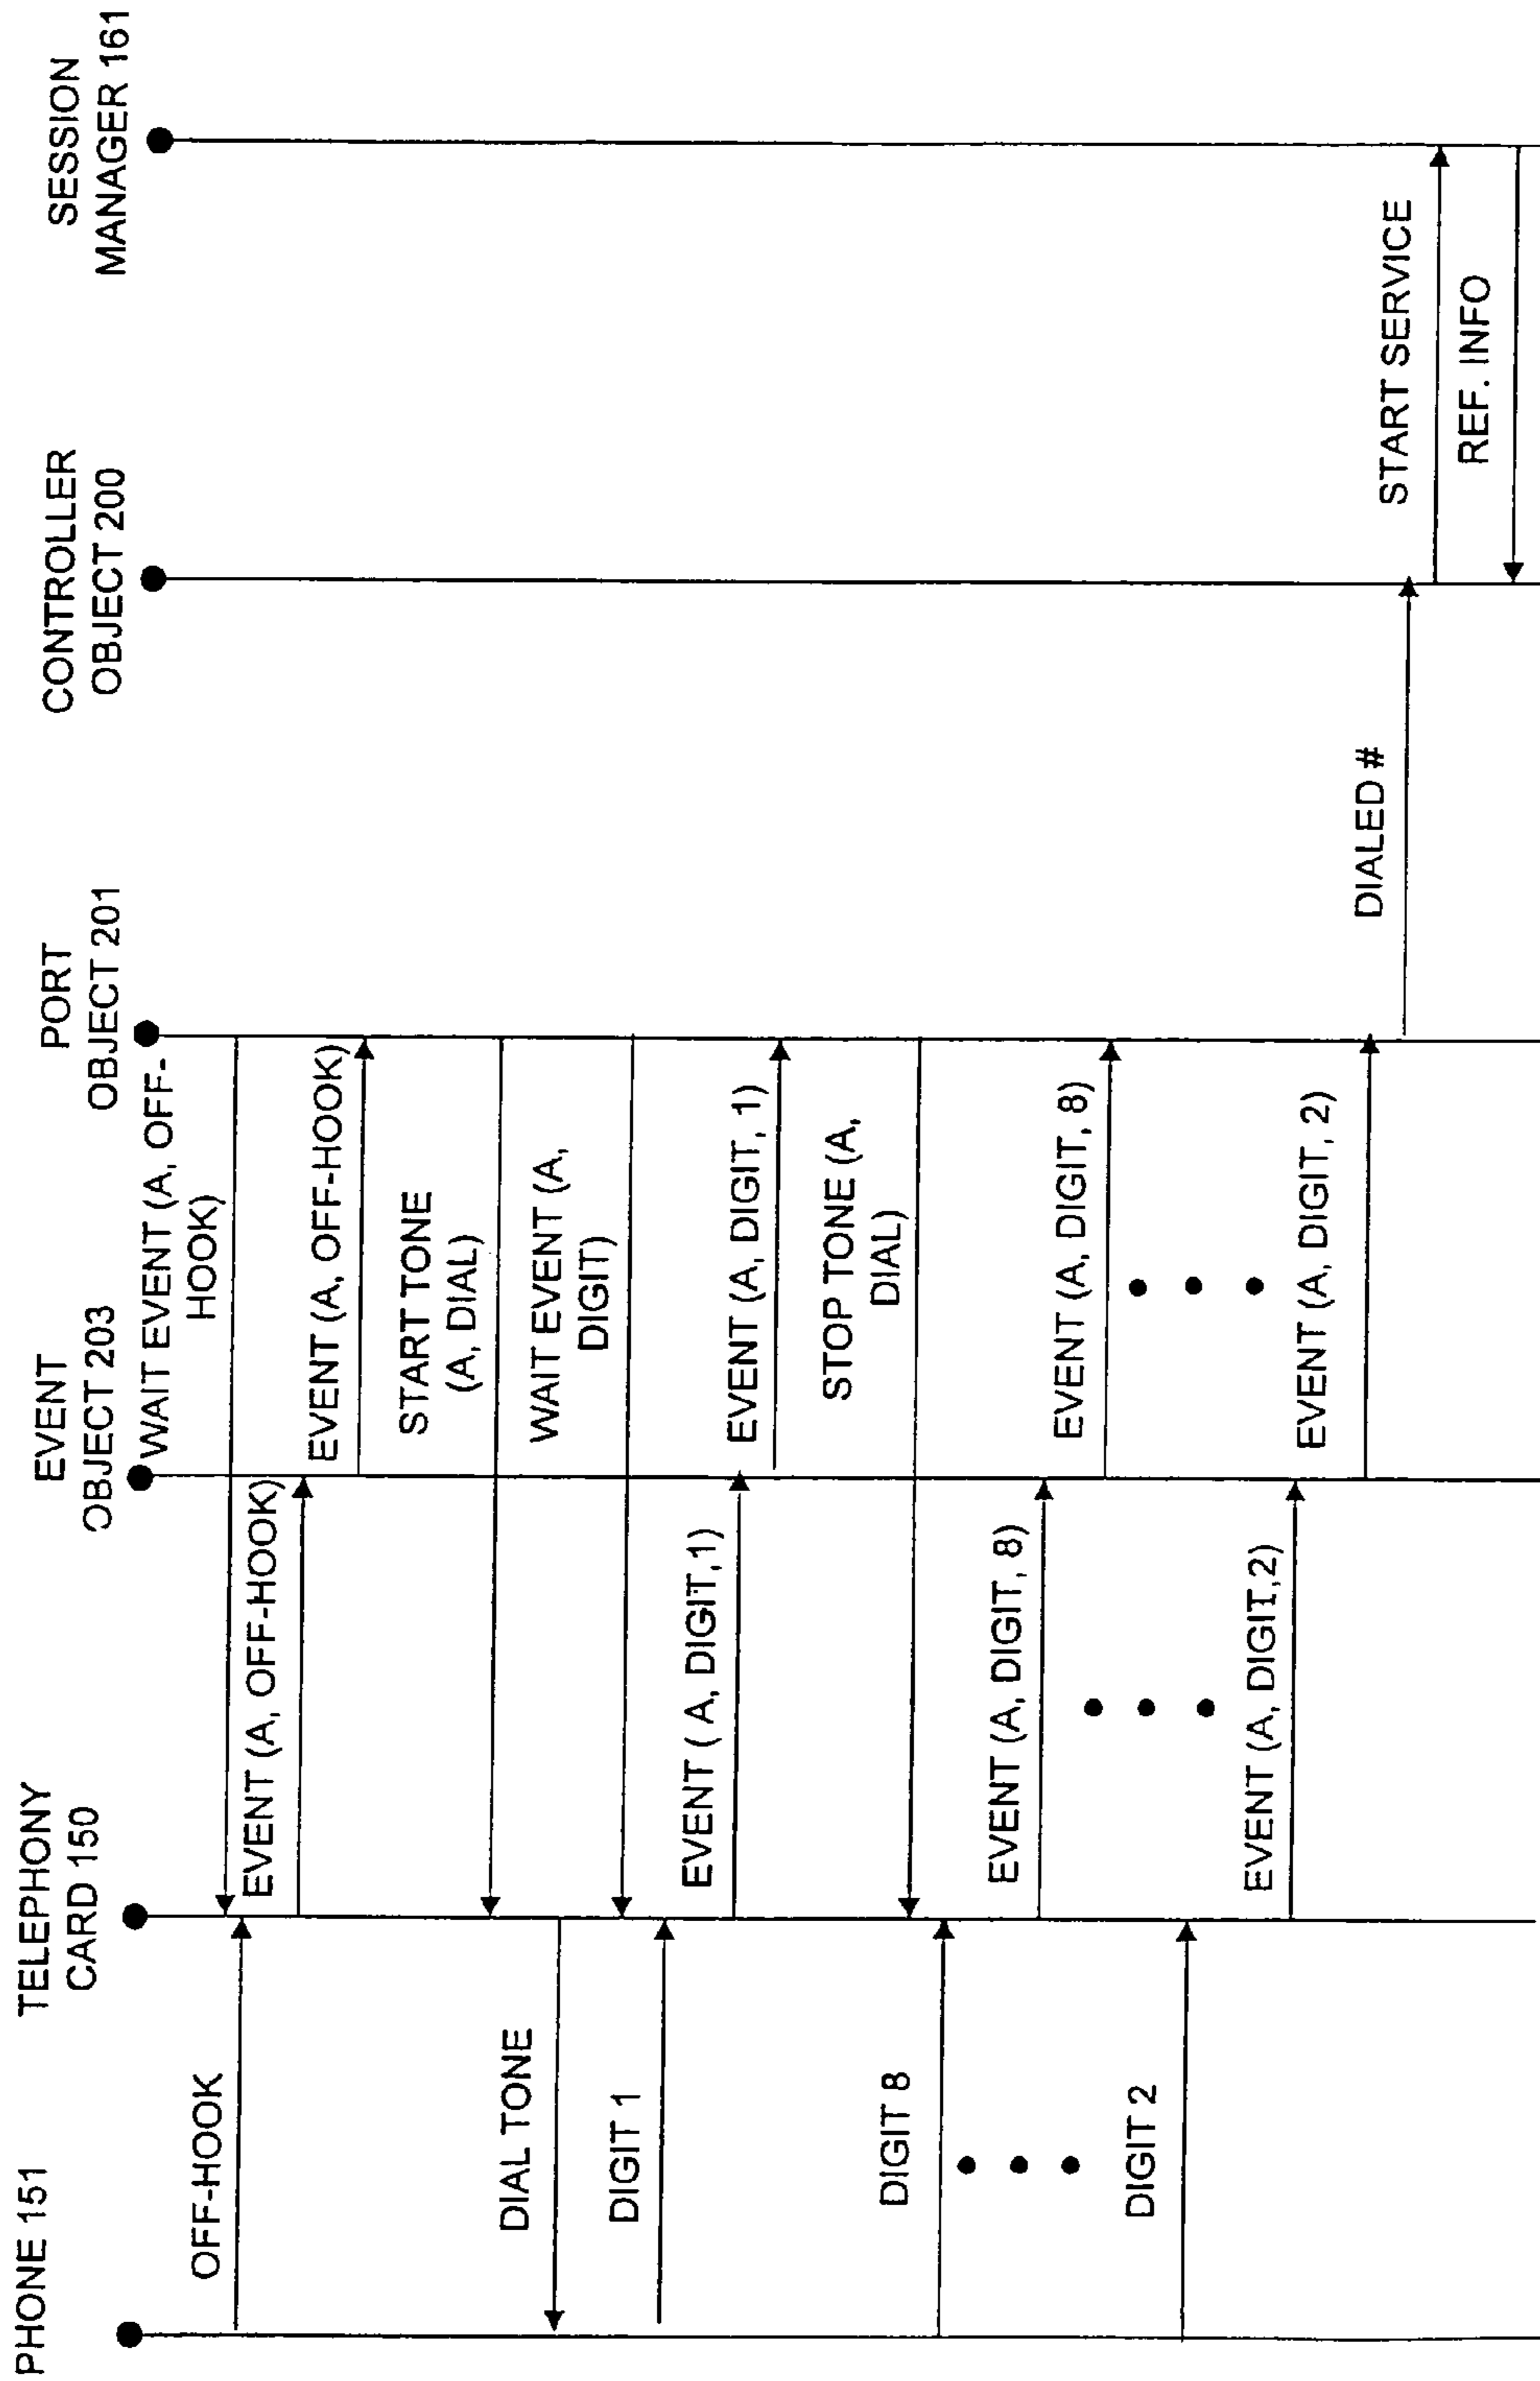 PHONE 151
TELEPHONY
CARD 150
EVENT
OBJECT 203
PORT
OBJECT 201
CONTROLLER
OBJECT 200
SESSION
MANAGER 161
WAIT EVENT (A, OFF-
HOOK)
OFF-HOOK
EVENT (A, OFF-HOOK)
EVENT (A, OFF-HOOK)
START TONE
(A, DIAL)
DIAL TONE
WAIT EVENT (A,
DIGIT)
DIGIT 1
EVENT ( A, DIGIT,1)
EVENT (A, DIGIT, 1)
STOP TONE (A,
DIAL)
DIGIT 8
EVENT (A, DIGIT, 8)
EVENT (A, DIGIT, 8)
DIGIT 2
EVENT (A, DIGIT,2)
EVENT (A, DIGIT, 2)
DIALED #
START SERVICE
REF. INFO